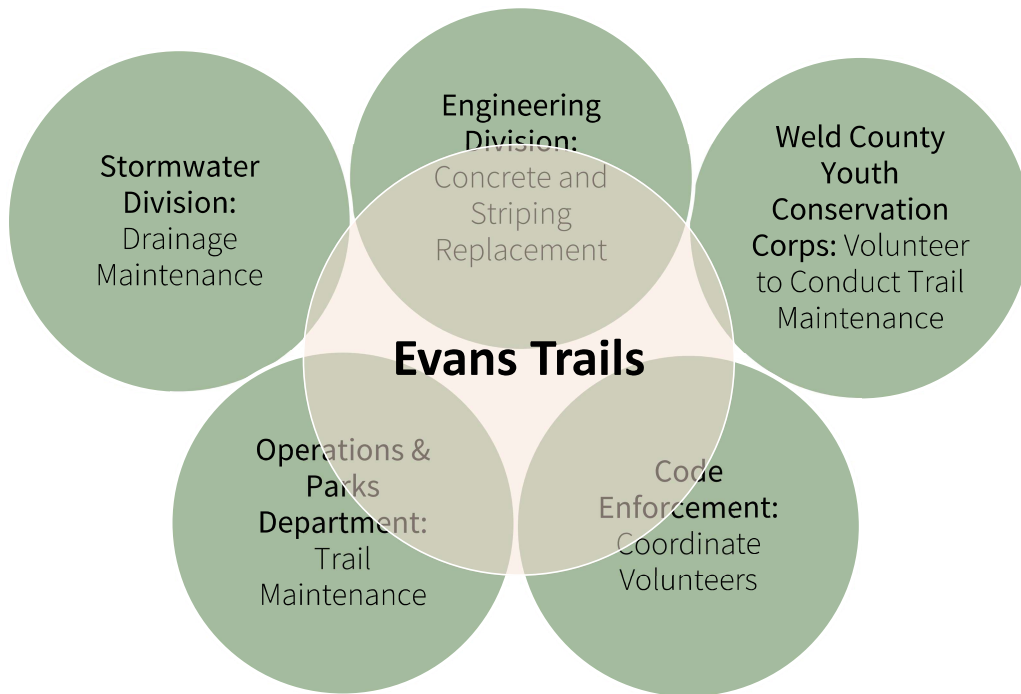 Engineering
Division:
Concrete and
Striping
Replacement
Stormwater
Division:
Drainage
Maintenance
Weld County
Youth
Conservation
Corps: Volunteer
to Conduct Trail
Maintenance
Evans Trails
Operations &
Parks
Department:
Trail
Maintenance
Code
Enforcement:
Coordinate
Volunteers